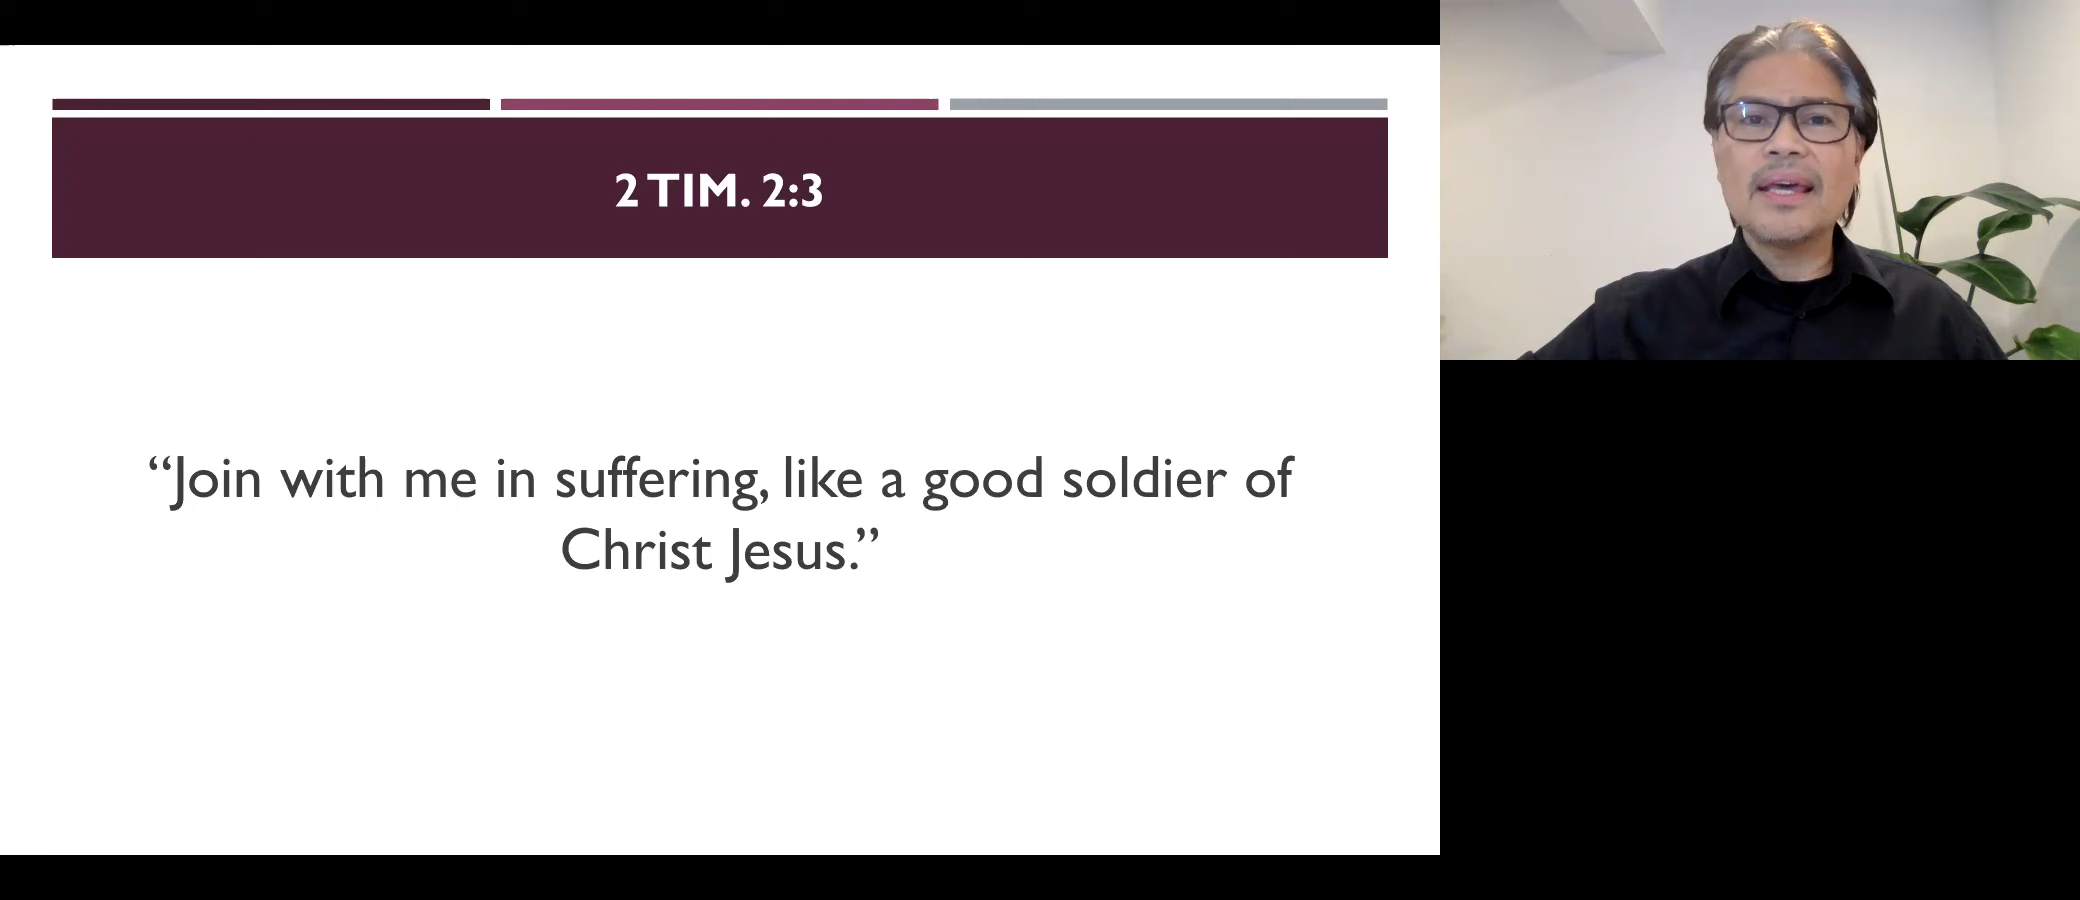 2 TIM. 2:3
“Join with me in suffering, like a good soldier of
Christ Jesus.”